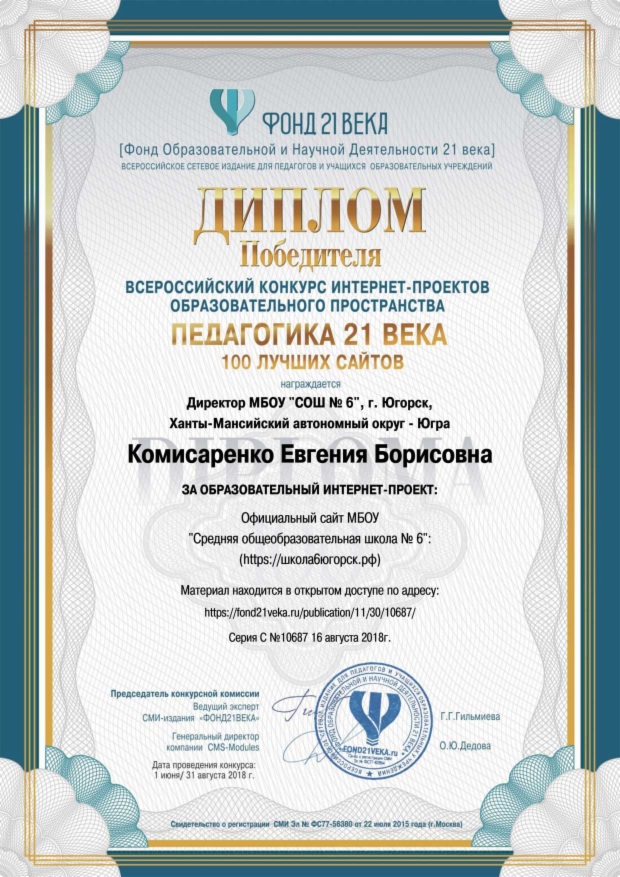 ФОНД 21 ВЕКА
[Фонд Образовательной и Научной Деятельности 21 века]
ВСЕРОССИЙСКОЕ СЕТЕВОЕ ИЗДАНИЕ ДЛЯ ПЕДАГОГОВ И УЧАЩИХСЯ ОБРАЗОВАТЕЛЬНЫХ УЧРЕЖДЕНИЙ
ДИПЛОМ
Победителя
ВСЕРОССИЙСКИЙ КОНКУРС ИНТЕРНЕТ-ПРОЕКТОВ
ОБРАЗОВАТЕЛЬНОГО ПРОСТРАНСТВА
ПЕДАГОГИКА 21 ВЕКА
100 ЛУЧШИХ САЙТОВ
награждается
Директор МБОУ "СОШ № 6", г. Югорск,
Ханты-Мансийский автономный округ - Югра
DIPLOMA
Комисаренко Евгения Борисовна
ЗА ОБРАЗОВАТЕЛЬНЫЙ ИНТЕРНЕТ-ПРОЕКТ:
Официальный сайт МБОУ
"Средняя общеобразовательная школа № 6":
(https://школа6югорск.рф)
Материал находится в открытом доступе по адресу:
https://fond21veka.ru/publication/11/30/10687/
Серия С №10687 16 августа 2018г.
Председатель конкурсной комиссии
Ведущий эксперт
СМИ-издания «ФОНД21ВЕКА»
Г.Г.Гильмиева
Генеральный директор
компании CMS-Modules
О.Ю.Дедова
FOND21VEKA.ru
Дата проведения конкурса:
1 июня/ 31 августа 2018 г.
Свидетельство о регистрации СМИ Эл № ФС77-56380 от 22 июля 2015 года (г.Москва)